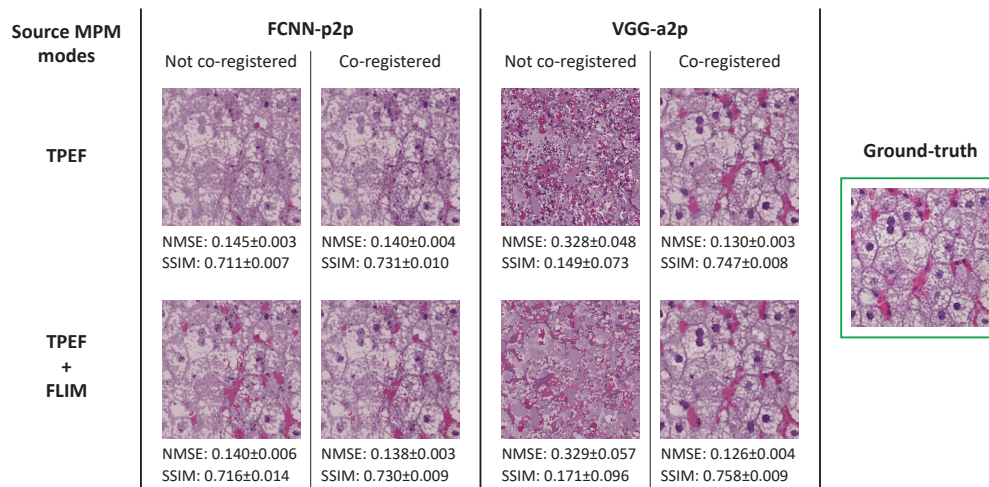 Source MPM
modes
FCNN-p2p
VGG-a2p
Not co-registered
Co-registered
Not co-registered
Co-registered
TPEF
NMSE: 0.145±0.003
SSIM: 0.711±0.007
NMSE: 0.140±0.004
SSIM: 0.731±0.010
NMSE: 0.328±0.048
SSIM: 0.149±0.073
NMSE: 0.130±0.003
SSIM: 0.747±0.008
Ground-truth
TPEF
+
FLIM
NMSE: 0.140±0.006
SSIM: 0.716±0.014
NMSE: 0.138±0.003
SSIM: 0.730±0.009
NMSE: 0.329±0.057
SSIM: 0.171±0.096
NMSE: 0.126±0.004
SSIM: 0.758±0.009